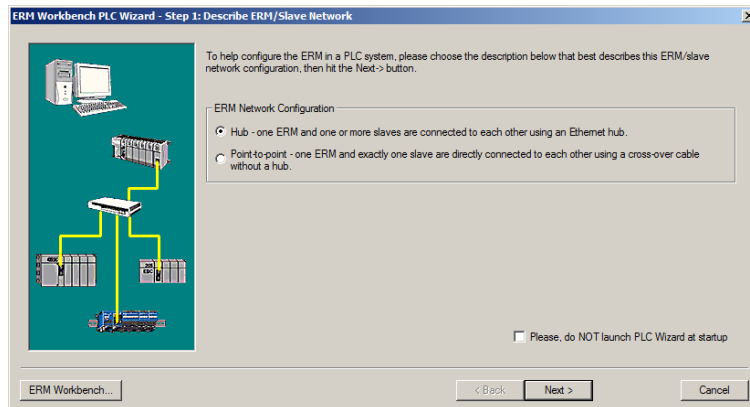 ERM Workbench PLC Wizard - Step 1: Describe ERM/Slave Network
To help configure the ERM in a PLC system, please choose the description below that best describes this ERM/slave
network configuration, then hit the Next-> button.
ERM Network Configuration
Hub - one ERM and one or more slaves are connected to each other using an Ethernet hub.
Point-to-point - one ERM and exactly one slave are directly connected to each other using a cross-over cable
without a hub.
Please, do NOT launch PLC Wizard at startup
ERM Workbench...
< Back
Next >
Cancel